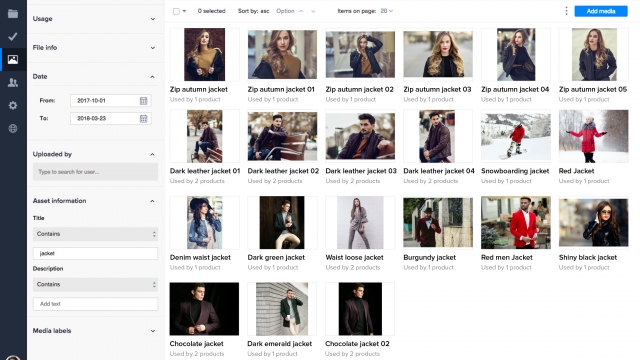 Usage
File info
Date
From: 2017-10-01
To: 2018-03-23
Uploaded by
Type to search for user...
Asset information
Title
Contains
jacket
Description
Contains
Add text
Media labels
0 selected Sort by: asc Option Items on page: 20 Add media
Zip autumn jacket Zip autumn jacket 01 Zip autumn jacket 02 Zip autumn jacket 03 Zip autumn jacket 04 Zip autumn jacket 05
Used by 1 product Used by 1 product Used by 1 product Used by 1 product Used by 1 product Used by 1 product
Dark leather jacket 01 Dark leather jacket 02 Dark leather jacket 03 Dark leather jacket 04 Snowboarding jacket Red Jacket
Used by 2 products Used by 2 products Used by 2 products Used by 2 products Used by 1 product Used by 1 product
Denim waist jacket Dark green jacket Waist loose jacket Burgundy jacket Red men Jacket Shiny black jacket
Used by 1 product Used by 1 product Used by 1 product Used by 1 product Used by 1 product Used by 1 product
Chocolate jacket Dark emerald jacket Chocolate jacket 02
Used by 2 products Used by 1 product Used by 2 products